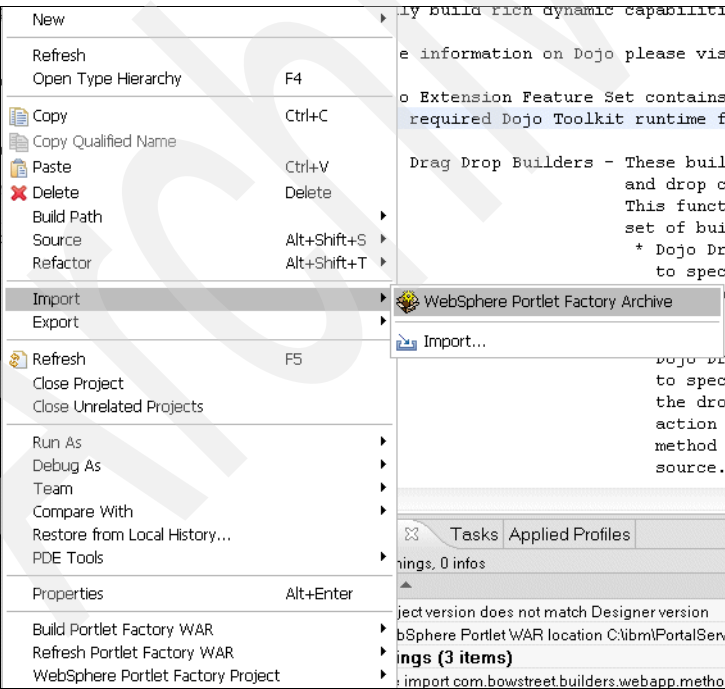 New
Refresh
Open Type Hierarchy F4
Copy Ctrl+C
Copy Qualified Name
Paste Ctrl+V
Delete Delete
Build Path
Source Alt+Shift+S
Refactor Alt+Shift+T
Import
Export
Refresh F5
Close Project
Close Unrelated Projects
Run As
Debug As
Team
Compare With
Restore from Local History...
PDE Tools
Properties Alt+Enter
Build Portlet Factory WAR
Refresh Portlet Factory WAR
WebSphere Portlet Factory Project
WebSphere Portlet Factory Archive
Import...
ly build rich dynamic capabiliti
e information on Dojo please vis
o Extension Feature Set contains
required Dojo Toolkit runtime f
Drag Drop Builders - These buil
and drop c
This funct
set of bui
* Dojo Dr
to spec
Dojo Dr
to spec
the dro
action
method
source.
Tasks Applied Profiles
nings, 0 infos
ject version does not match Designer version
bSphere Portlet WAR location C:\ibm\PortalServ
ings (3 items)
import com.bowstreet.builders.webapp.metho